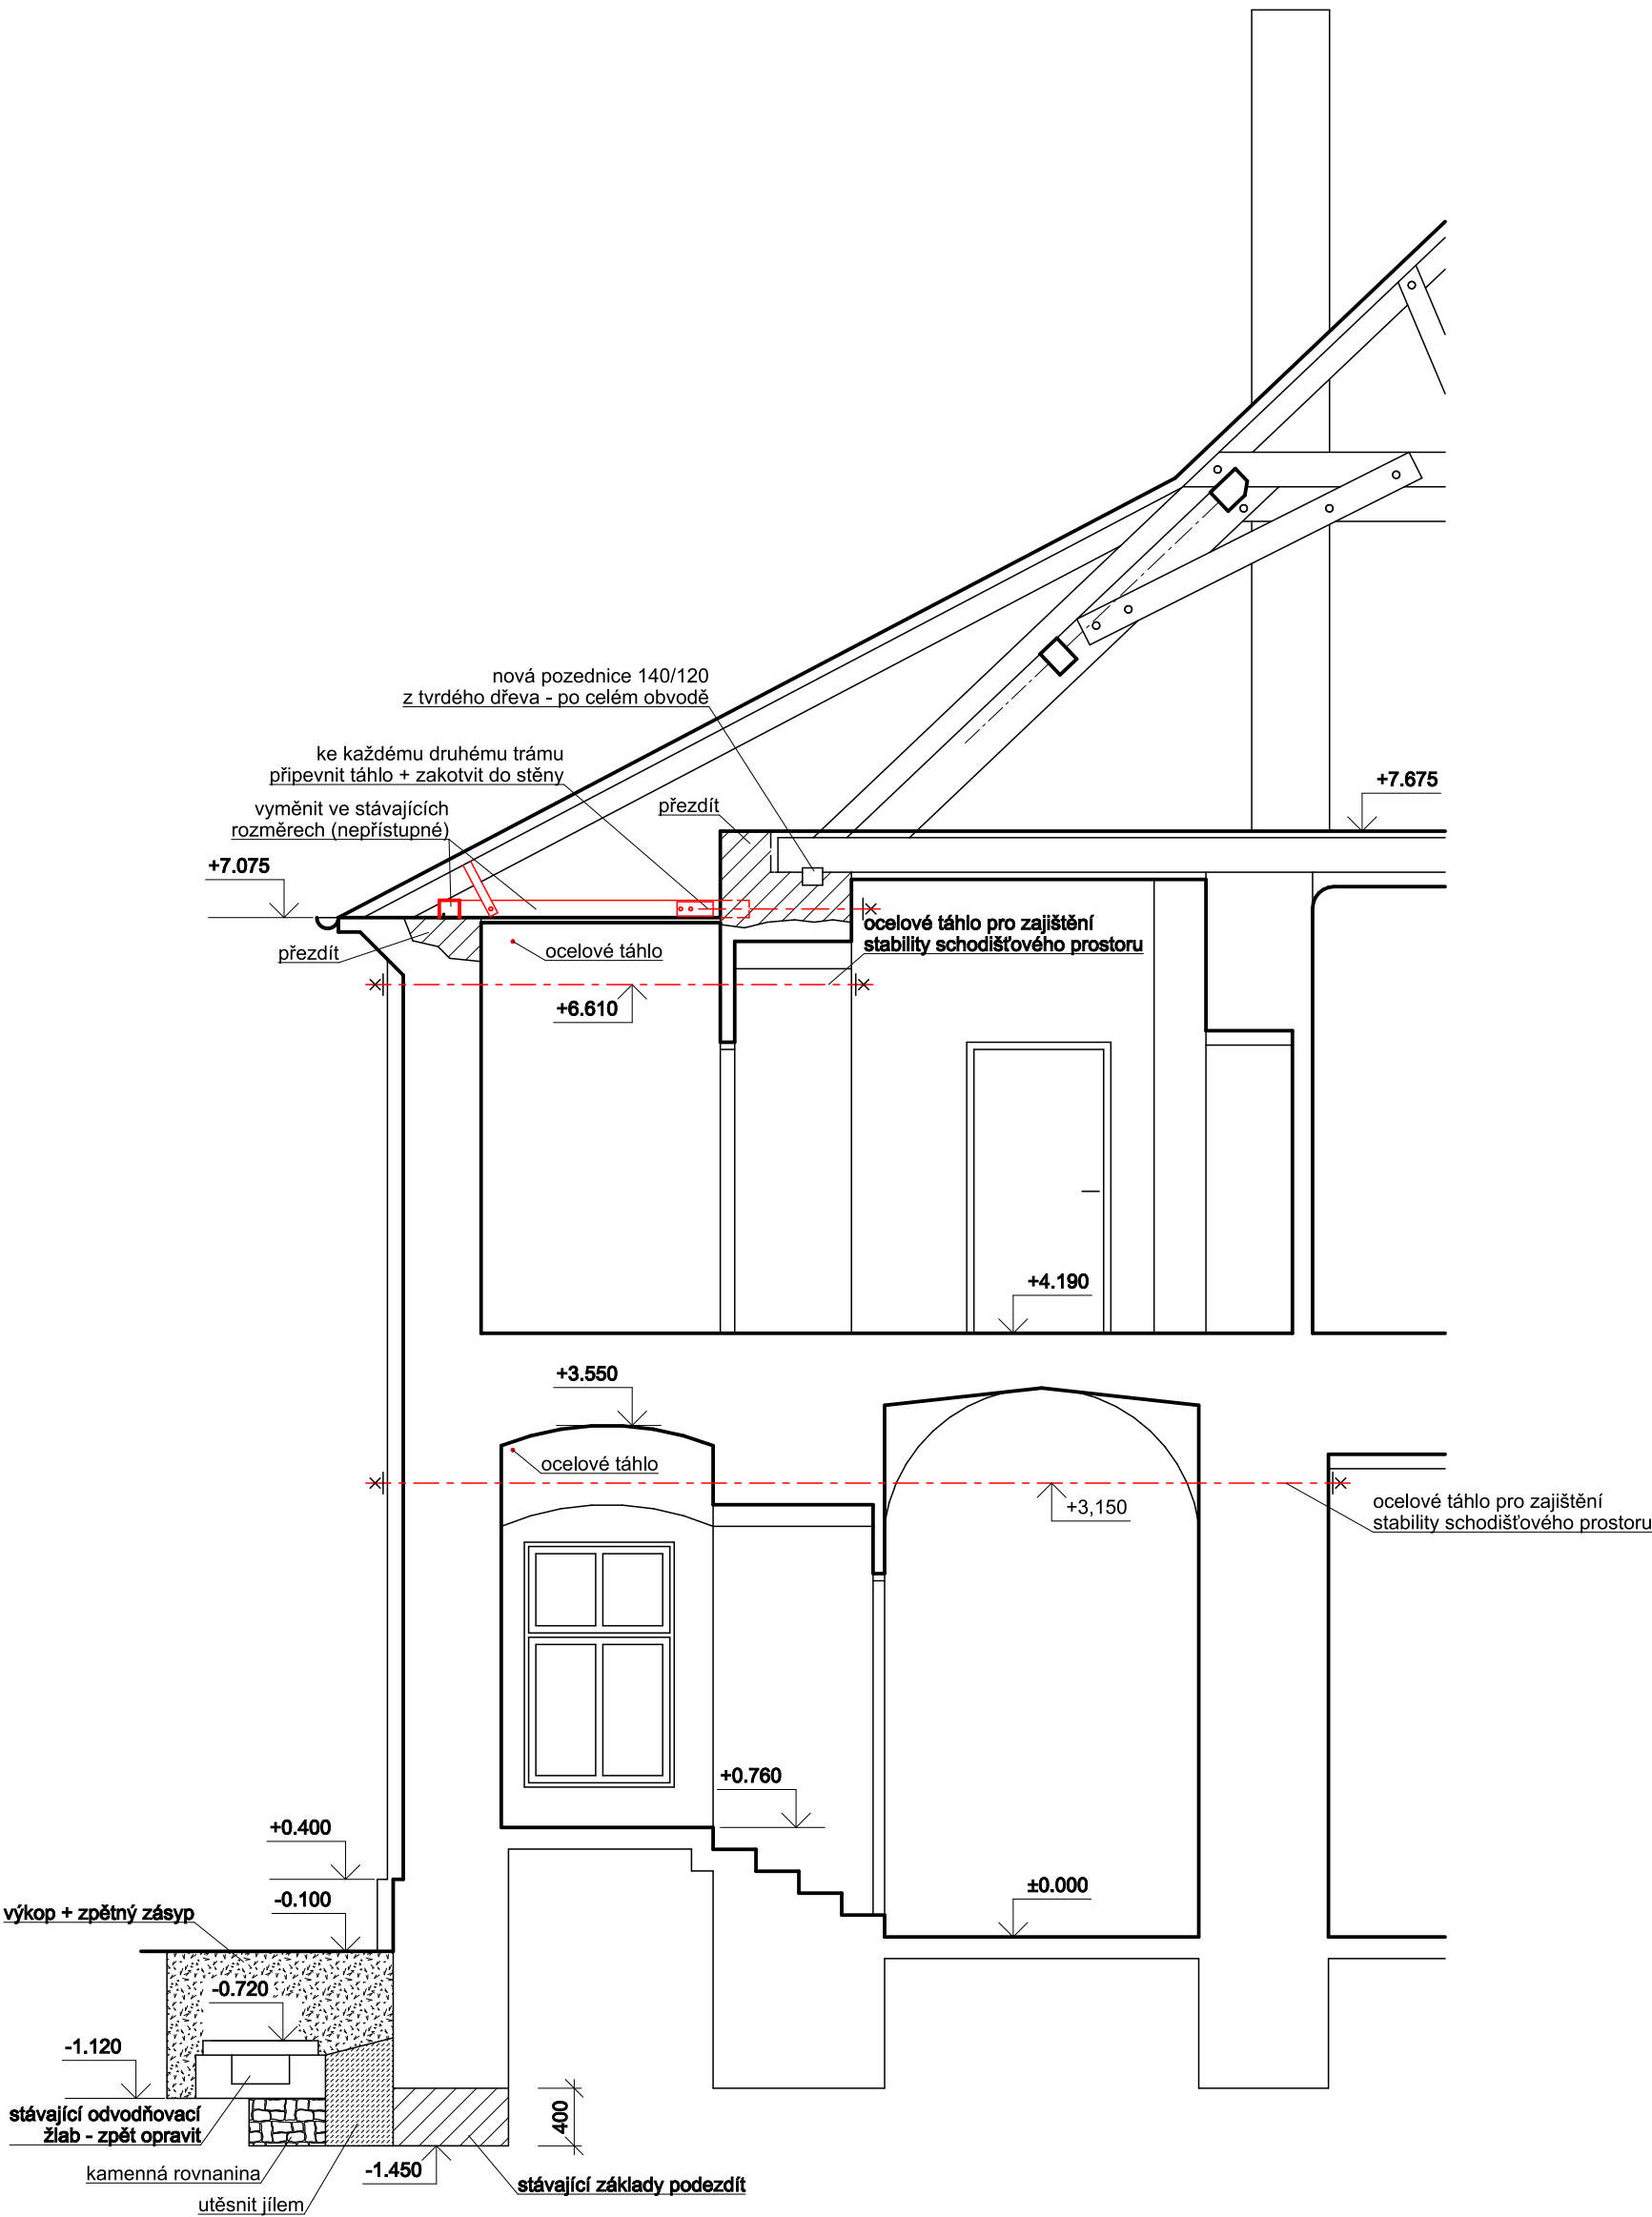 nová pozednice 140/120
z tvrdého dřeva - po celém obvodě
ke každému druhému trámu
připevnit táhlo + zakotvit do stěny
+7.675
vyměnit ve stávajících
rozměrech (nepřístupné)
přezdít
+7.075
ocelové táhlo pro zajištění
stability schodišťového prostoru
přezdít
ocelové táhlo
+6.610
+4.190
+3.550
ocelové táhlo
+3,150
ocelové táhlo pro zajištění
stability schodišťového prostoru
+0.760
+0.400
-0.100
±0.000
výkop + zpětný zásyp
-0.720
-1.120
stávající odvodňovací
žlab - zpět opravit
400
kamenná rovnanina
-1.450
stávající základy podezdít
utěsnit jílem